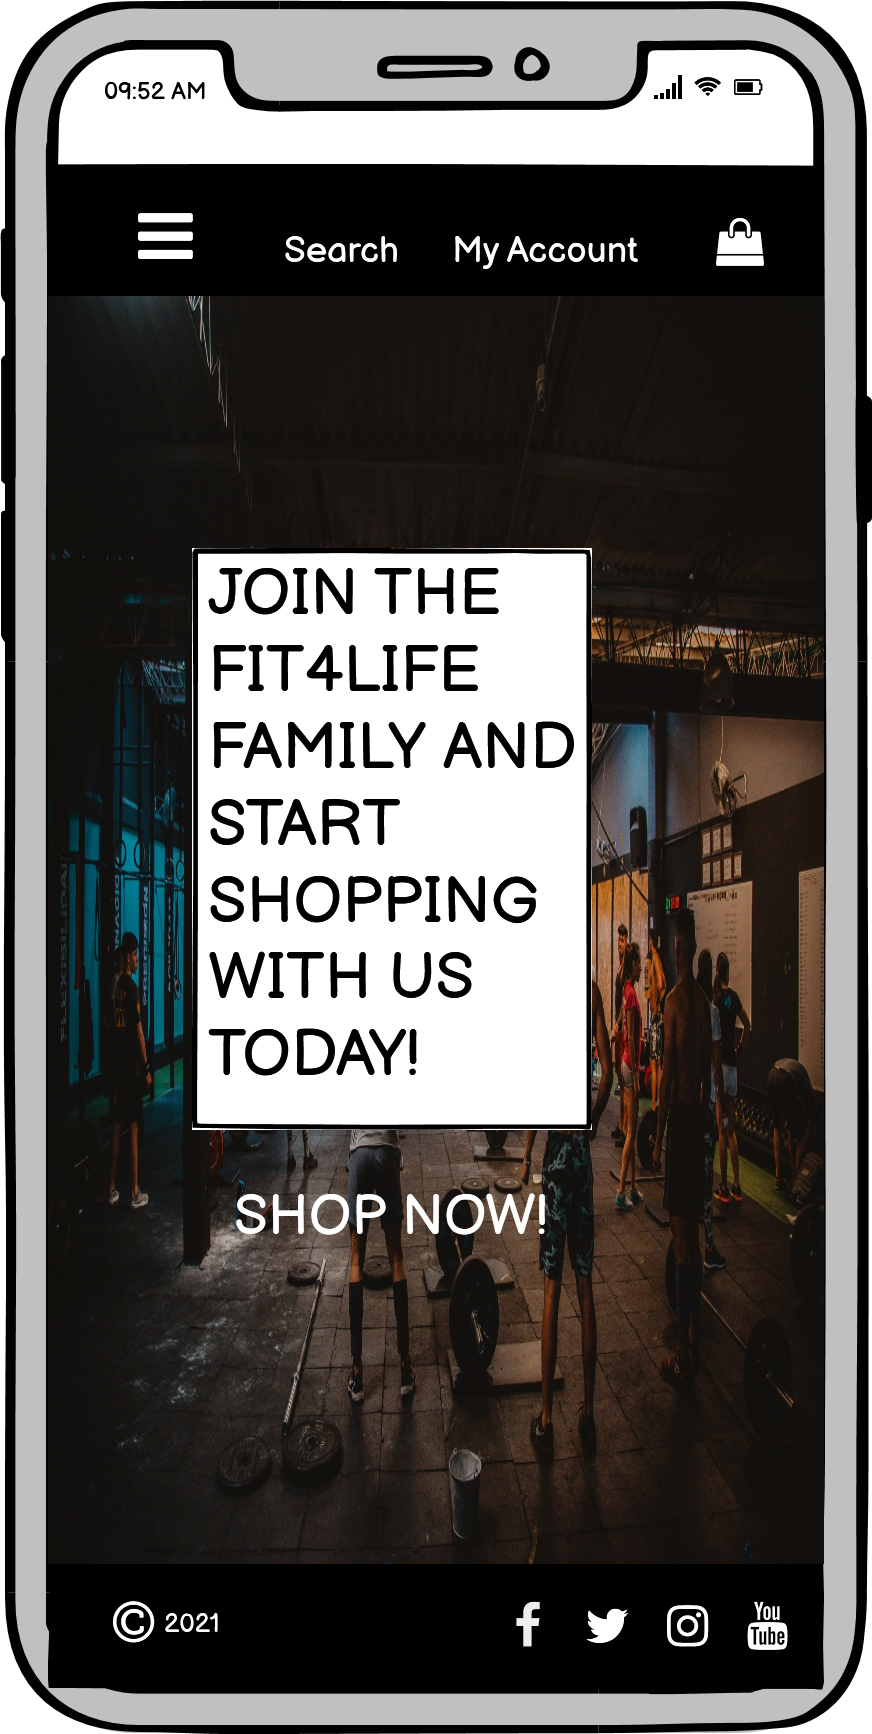 09:52 AM
Search My Account
JOIN THE
FIT4LIFE
FAMILY AND
START
SHOPPING
WITH US
TODAY!
SHOP NOW!
© 2021
You
Tube